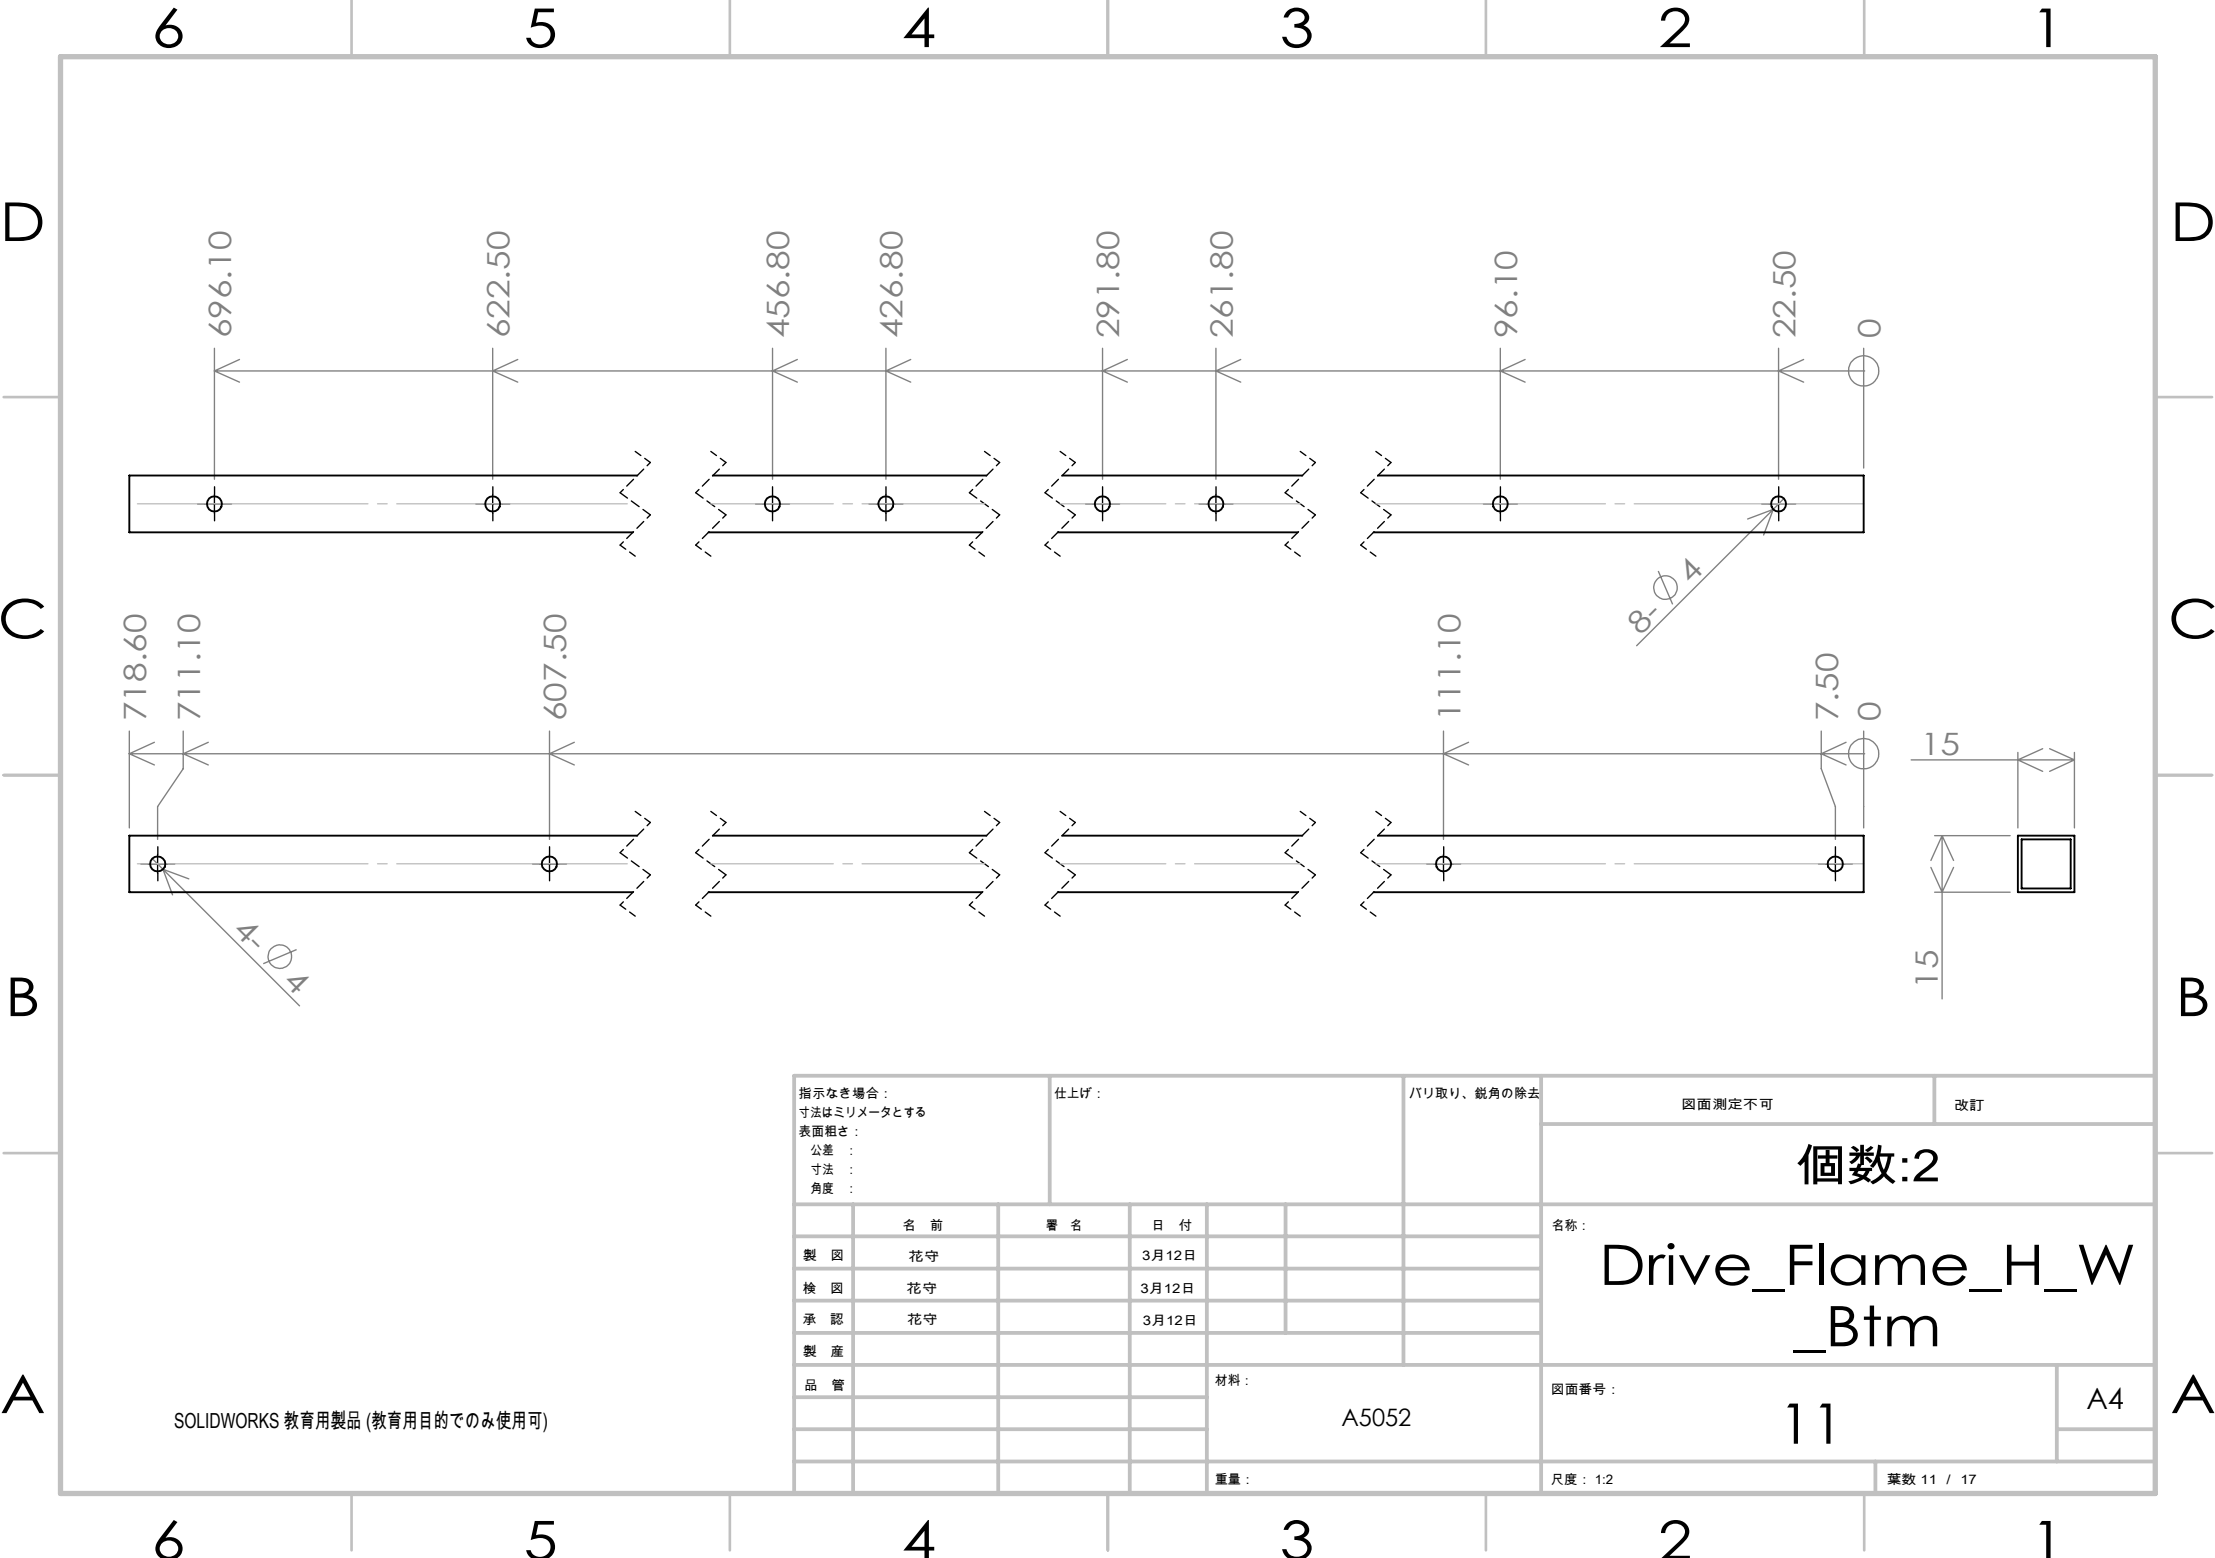 6 5 4 3 2 1
D D
696.10 622.50 456.80 426.80 291.80 261.80 96.10 22.50 0
8-∅4
C C
718.60 711.10 607.50 111.10 7.50 0
15
15
4-∅4
B B
指示なき場合：
寸法はミリメータとする
表面粗さ：
公差 ：
寸法 ：
角度 ：
仕上げ：
バリ取り、鋭角の除去
図面測定不可
改訂
個数:2
名 前 署 名 日 付
製 図 花守 3月12日
検 図 花守 3月12日
承 認 花守 3月12日
製 産
品 管
名称：
Drive_Flame_H_W
_Btm
材料：
A5052
図面番号：
11
A4
重量：
尺度：1:2
葉数 11 / 17
A A
SOLIDWORKS 教育用製品 (教育用目的でのみ使用可)
6 5 4 3 2 1